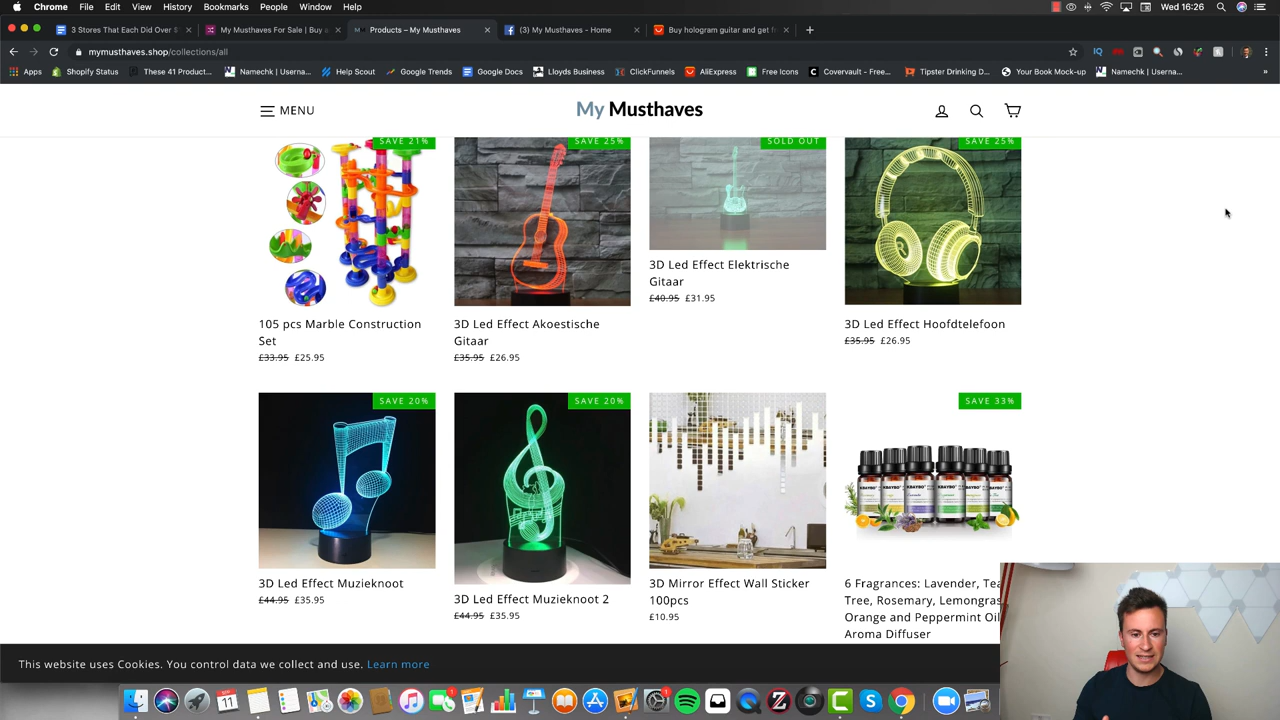 Chrome File Edit View History Bookmarks People Window Help Wed 16:26
3 Stores That Each Did Over $ My Musthaves For Sale | Buy Products – My Musthaves (3) My Musthaves - Home Buy hologram guitar and get f
mymusthaves.shop/collections/all
Apps Shopify Status These 41 Product... Namechk | Userna... Help Scout Google Trends Google Docs Lloyds Business ClickFunnels AliExpress Free Icons Covervault - Free... Tipster Drinking D... Your Book Mock-up Namechk | Userna... »
MENU My Musthaves
SAVE 21% SAVE 25% SOLD OUT SAVE 25%
3D Led Effect Elektrische
Gitaar
£40.95 £31.95
105 pcs Marble Construction
Set
£33.95 £25.95
3D Led Effect Akoestische
Gitaar
£35.95 £26.95
3D Led Effect Hoofdtelefoon
£35.95 £26.95
SAVE 20% SAVE 20% SAVE 33%
3D Led Effect Muzieknoot
£44.95 £35.95
3D Led Effect Muzieknoot 2
£44.95 £35.95
3D Mirror Effect Wall Sticker
100pcs
£10.95
6 Fragrances: Lavender, Tea
Tree, Rosemary, Lemongras
Orange and Peppermint Oil
Aroma Diffuser
This website uses Cookies. You control data we collect and use. Learn more